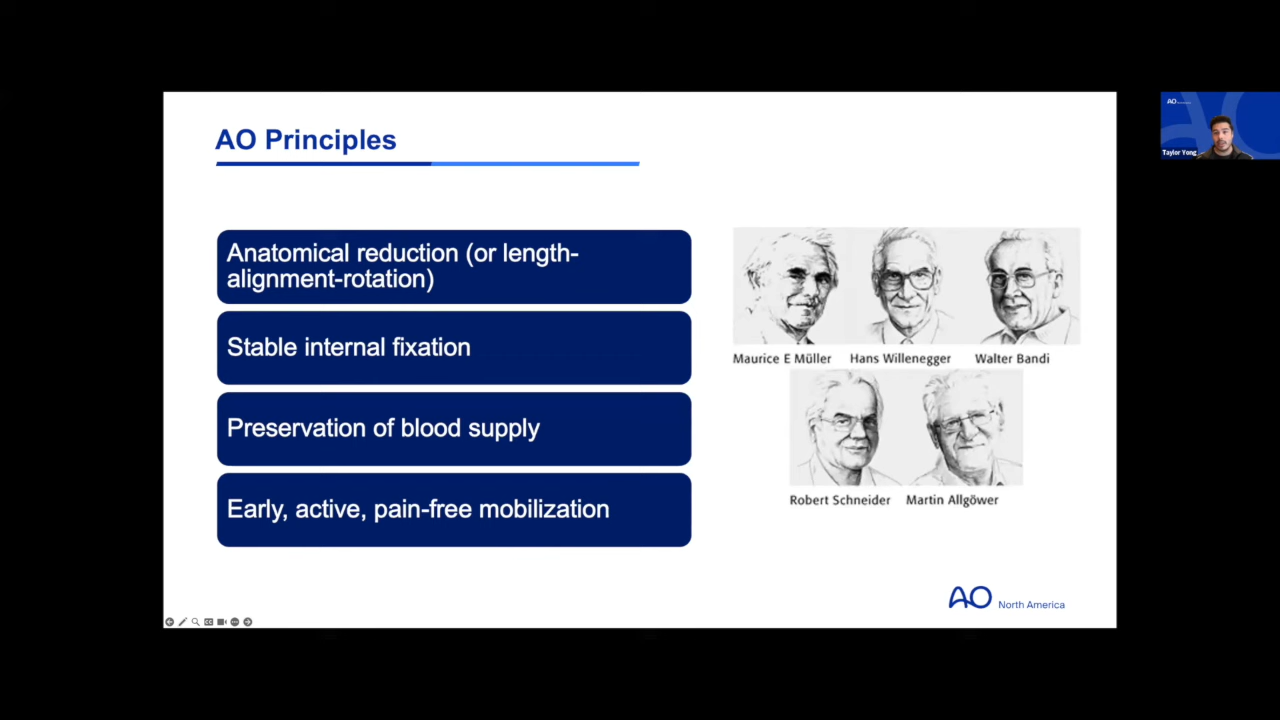 AO Principles
Anatomical reduction (or length-
alignment-rotation)
Stable internal fixation
Preservation of blood supply
Early, active, pain-free mobilization
Maurice E Müller Hans Willenegger Walter Bandi
Robert Schneider Martin Allgöwer
AO North America
AO
Taylor Yong